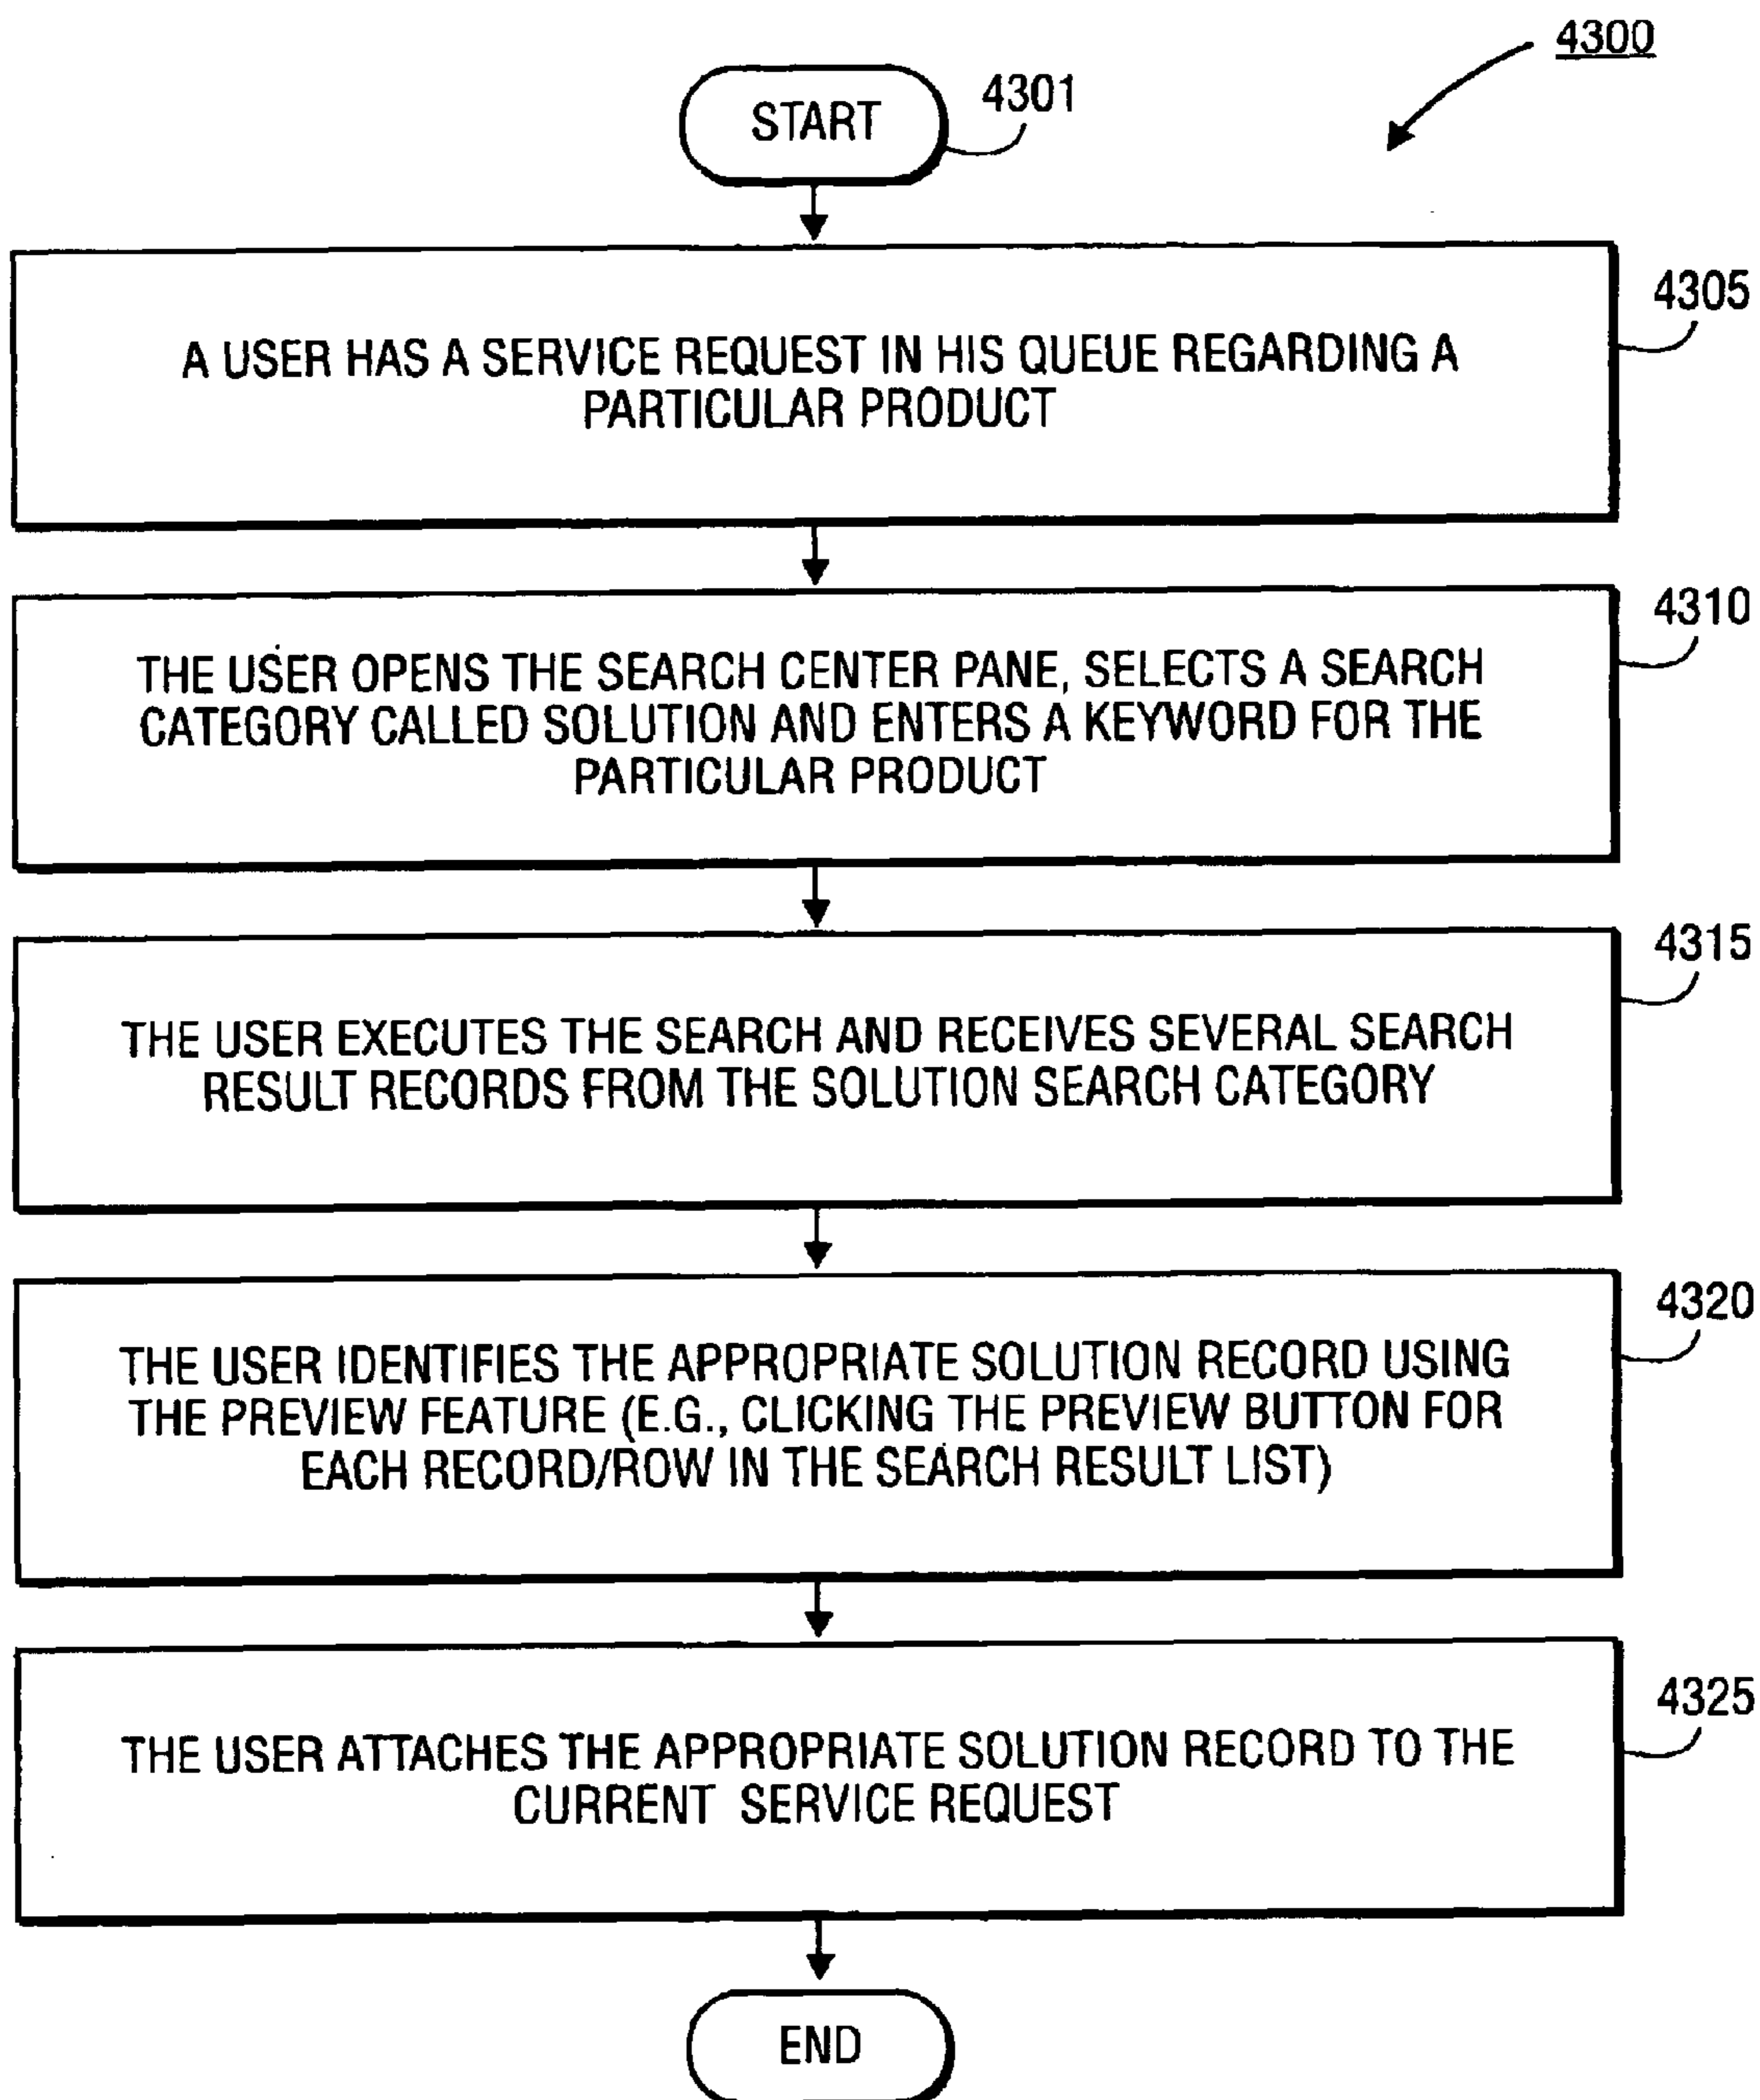 4300
START
4301
4305
A USER HAS A SERVICE REQUEST IN HIS QUEUE REGARDING A
PARTICULAR PRODUCT
4310
THE USER OPENS THE SEARCH CENTER PANE, SELECTS A SEARCH
CATEGORY CALLED SOLUTION AND ENTERS A KEYWORD FOR THE
PARTICULAR PRODUCT
4315
THE USER EXECUTES THE SEARCH AND RECEIVES SEVERAL SEARCH
RESULT RECORDS FROM THE SOLUTION SEARCH CATEGORY
4320
THE USER IDENTIFIES THE APPROPRIATE SOLUTION RECORD USING
THE PREVIEW FEATURE (E.G., CLICKING THE PREVIEW BUTTON FOR
EACH RECORD/ROW IN THE SEARCH RESULT LIST)
4325
THE USER ATTACHES THE APPROPRIATE SOLUTION RECORD TO THE
CURRENT SERVICE REQUEST
END